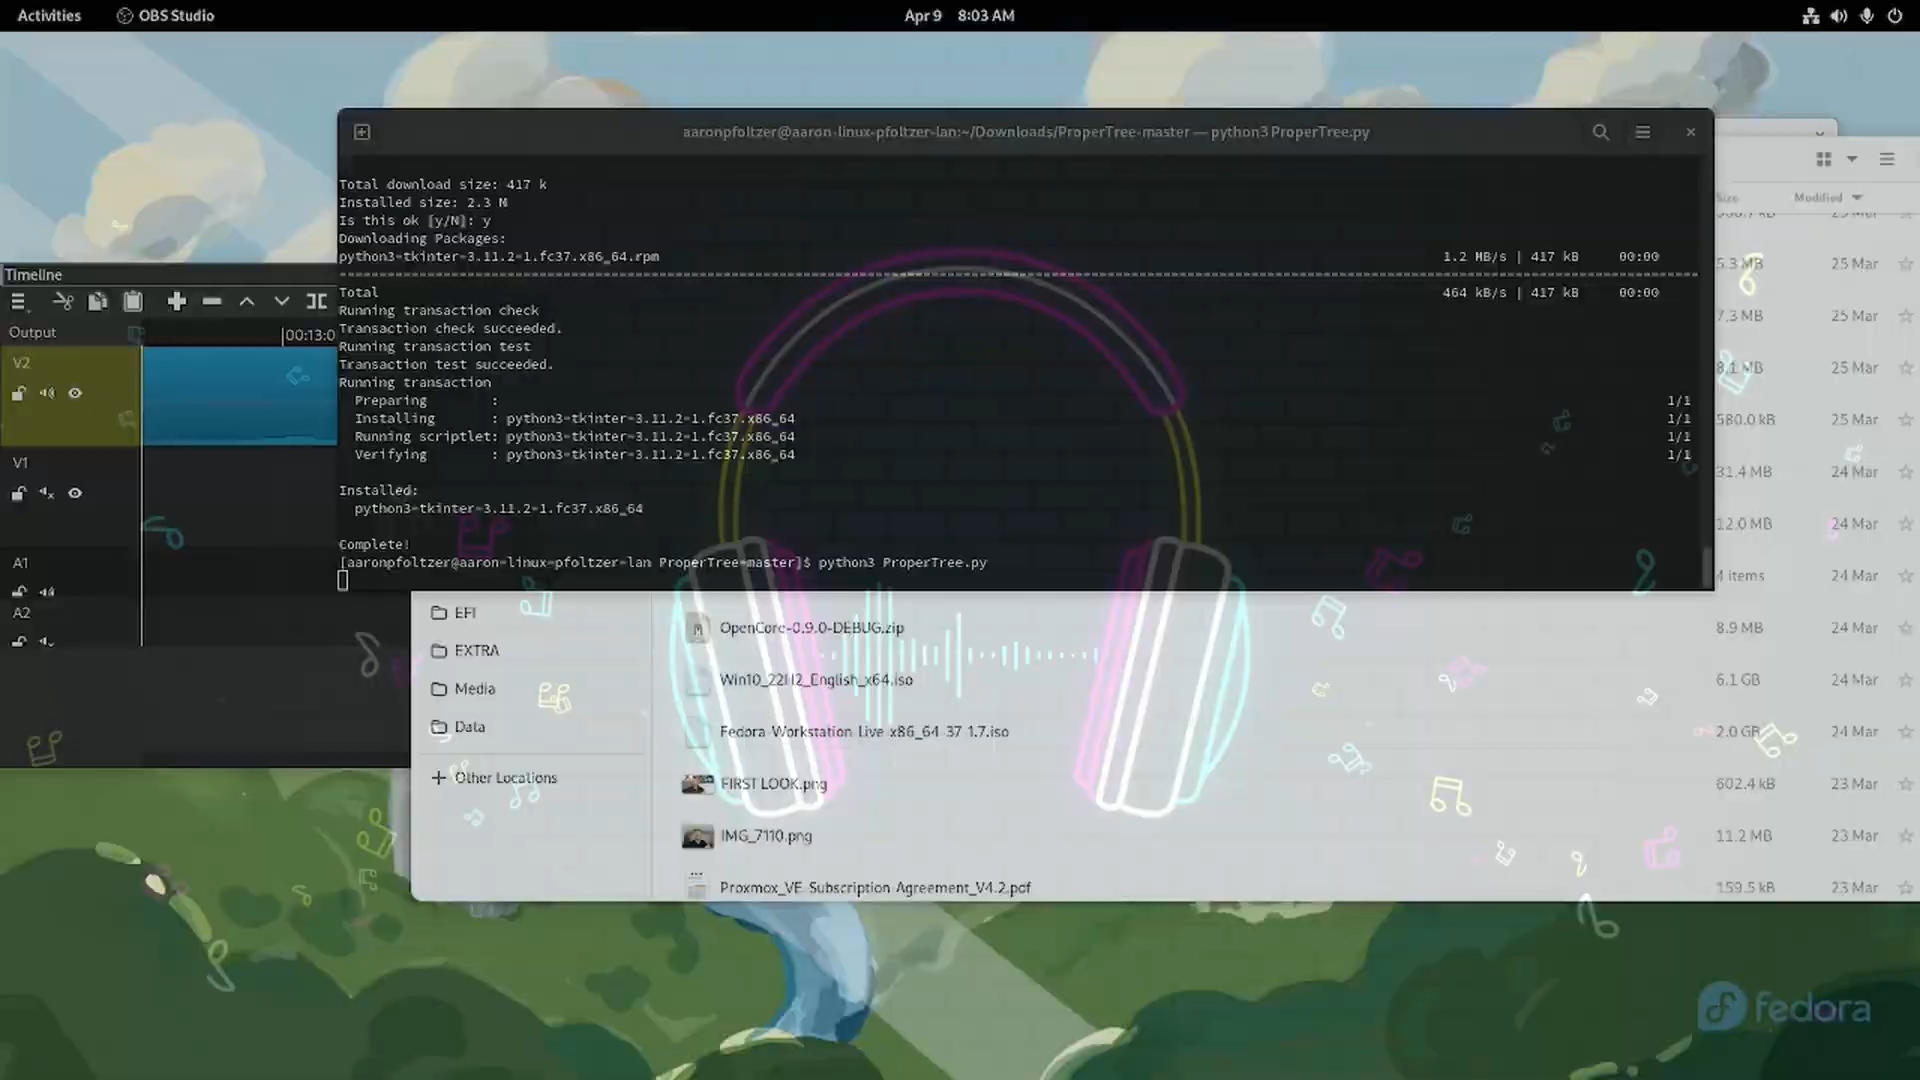 Activities
OBS Studio
Apr 9 8:03 AM
aaronpfoltzer@aaron-linux-pfoltzer-lan:~/Downloads/ProperTree-master — python3 ProperTree.py
Total download size: 417 k
Installed size: 2.3 M
Is this ok [y/N]: y
Downloading Packages:
python3-tkinter-3.11.2-1.fc37.x86_64.rpm 1.2 MB/s | 417 kB 00:00
Total 464 kB/s | 417 kB 00:00
Running transaction check
Transaction check succeeded.
Running transaction test
Transaction test succeeded.
Running transaction
Preparing : 1/1
Installing : python3-tkinter-3.11.2-1.fc37.x86_64 1/1
Running scriptlet: python3-tkinter-3.11.2-1.fc37.x86_64 1/1
Verifying : python3-tkinter-3.11.2-1.fc37.x86_64 1/1
Installed:
python3-tkinter-3.11.2-1.fc37.x86_64
Complete!
[aaronpfoltzer@aaron-linux-pfoltzer-lan ProperTree-master]$ python3 ProperTree.py
Timeline
Output
00:13:0
V2
V1
A1
A2
Size Modified
5.3 MB 25 Mar
7.3 MB 25 Mar
8.1 MB 25 Mar
580.0 kB 25 Mar
31.4 MB 24 Mar
12.0 MB 24 Mar
4 items 24 Mar
EFI
EXTRA
Media
Data
Other Locations
OpenCore-0.9.0-DEBUG.zip 8.9 MB 24 Mar
Win10_22H2_English_x64.iso 6.1 GB 24 Mar
Fedora-Workstation-Live-x86_64-37-1.7.iso 2.0 GB 24 Mar
FIRST LOOK.png 602.4 kB 23 Mar
IMG_7110.png 11.2 MB 23 Mar
Proxmox_VE_Subscription_Agreement_V4.2.pdf 159.5 kB 23 Mar
fedora